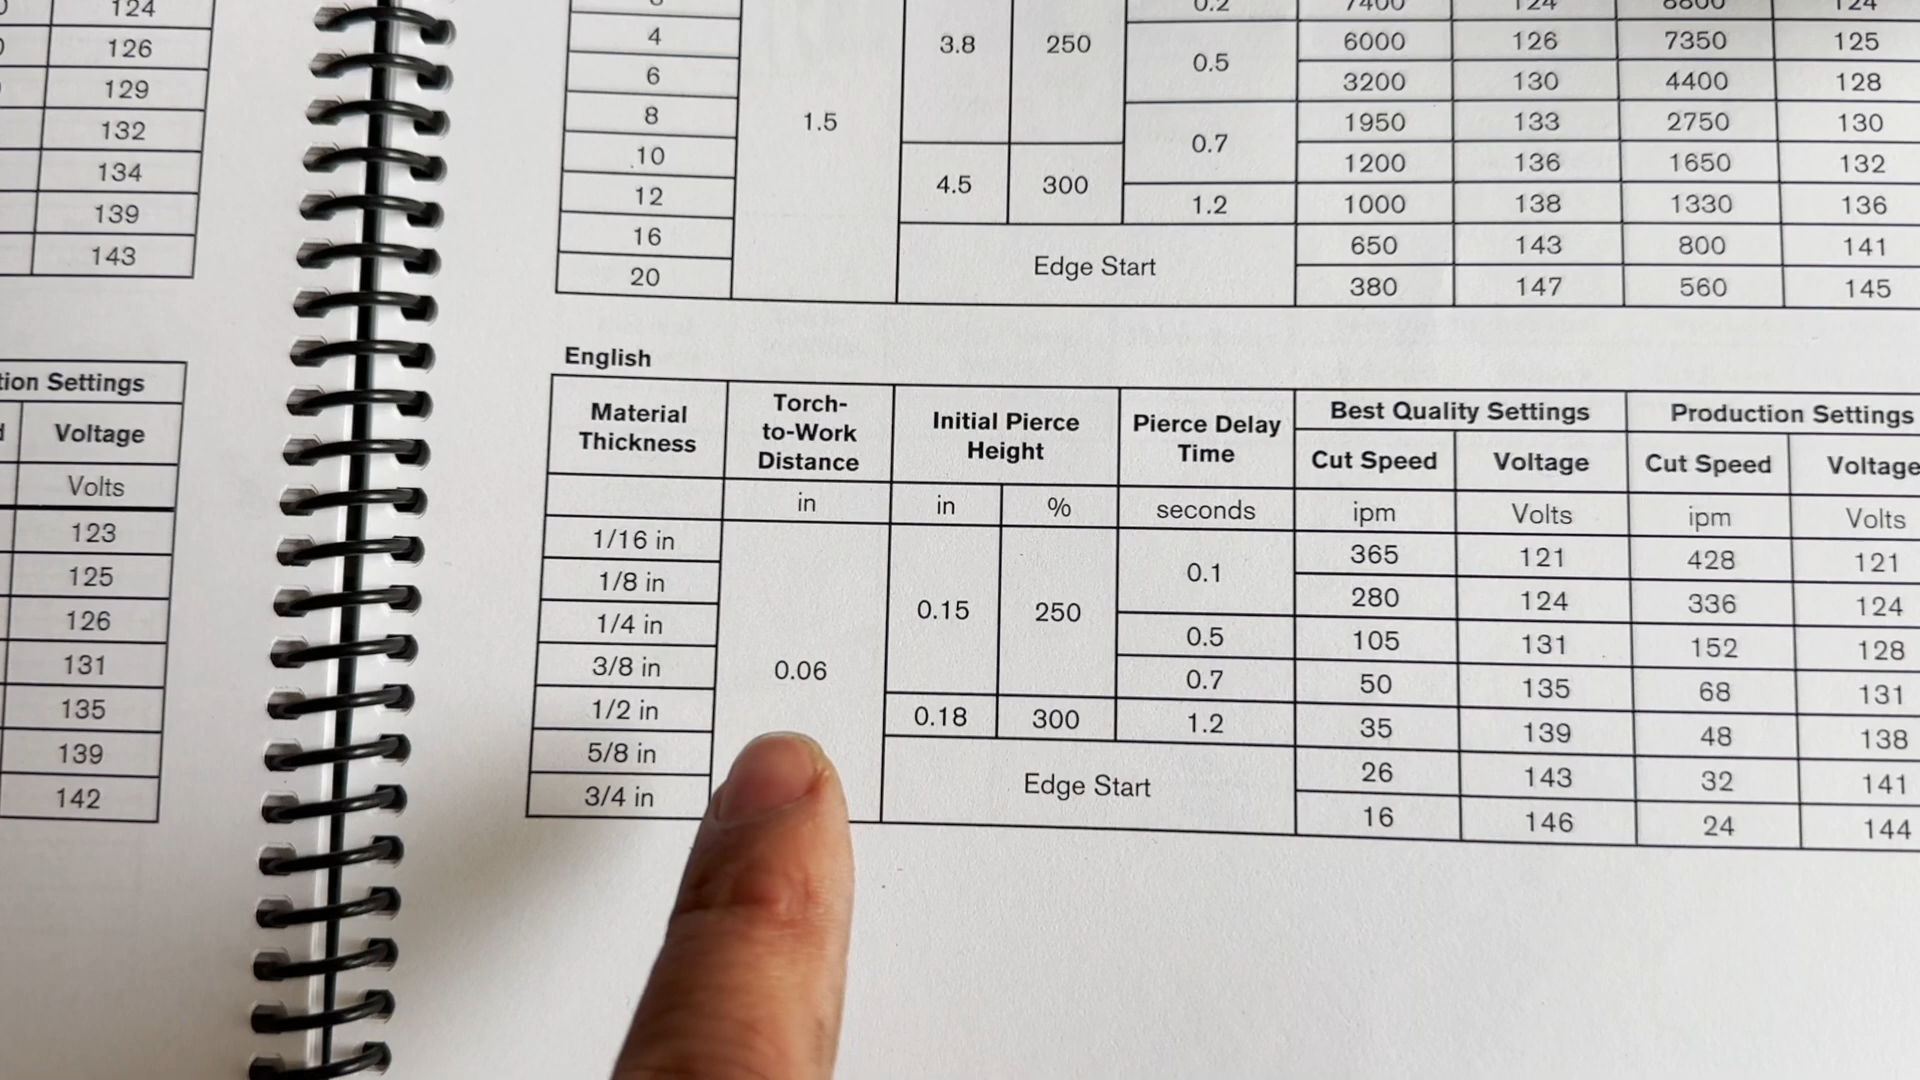 124
126
129
132
134
139
143
tion Settings
Voltage
Volts
123
125
126
131
135
139
142
0.2 7400 124 8800 124
4 3.8 250 0.5 6000 126 7350 125
6 3200 130 4400 128
8 1.5 0.7 1950 133 2750 130
10 4.5 300 1200 136 1650 132
12 1.2 1000 138 1330 136
16 Edge Start 650 143 800 141
20 380 147 560 145
English
Material Thickness Torch-to-Work Distance Initial Pierce Height Pierce Delay Time Best Quality Settings Production Settings
Cut Speed Voltage Cut Speed Voltage
in in % seconds ipm Volts ipm Volts
1/16 in 0.06 0.15 250 0.1 365 121 428 121
1/8 in 280 124 336 124
1/4 in 0.5 105 131 152 128
3/8 in 0.7 50 135 68 131
1/2 in 0.18 300 1.2 35 139 48 138
5/8 in Edge Start 26 143 32 141
3/4 in 16 146 24 144